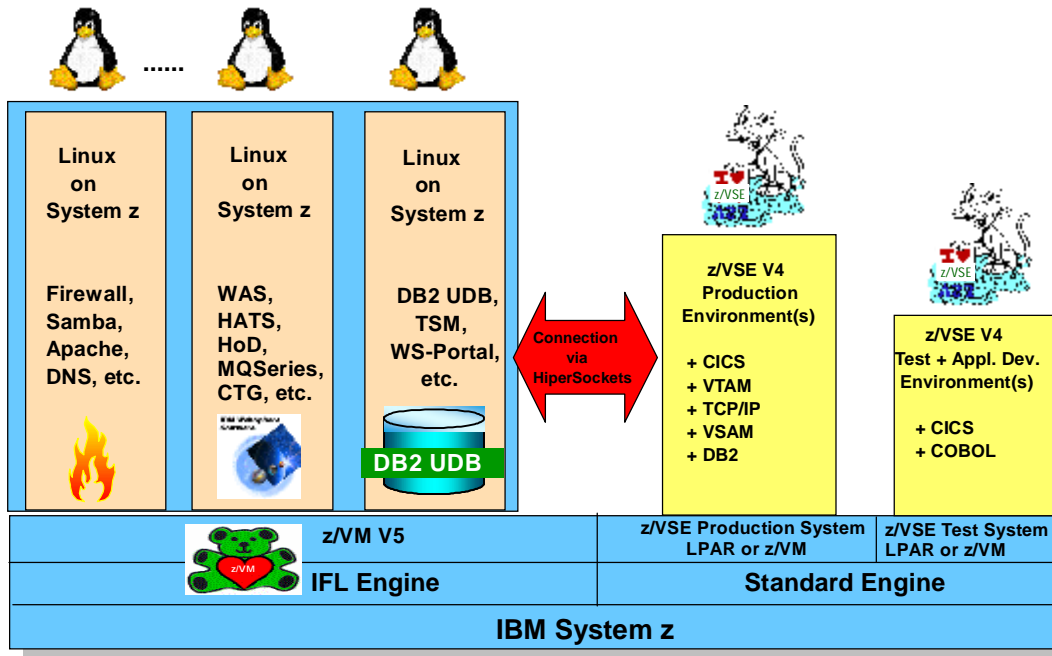 ......
Linux
on
System z
Firewall,
Samba,
Apache,
DNS, etc.
Linux
on
System z
WAS,
HATS,
HoD,
MQSeries,
CTG, etc.
Linux
on
System z
DB2 UDB,
TSM,
WS-Portal,
etc.
DB2 UDB
Connection
via
HiperSockets
I
z/VSE
z/VSE V4
Production
Environment(s)
+ CICS
+ VTAM
+ TCP/IP
+ VSAM
+ DB2
I
z/VSE
z/VSE V4
Test + Appl. Dev.
Environment(s)
+ CICS
+ COBOL
z/VM V5
z/VSE Production System
LPAR or z/VM
z/VSE Test System
LPAR or z/VM
z/VM
IFL Engine
Standard Engine
IBM System z